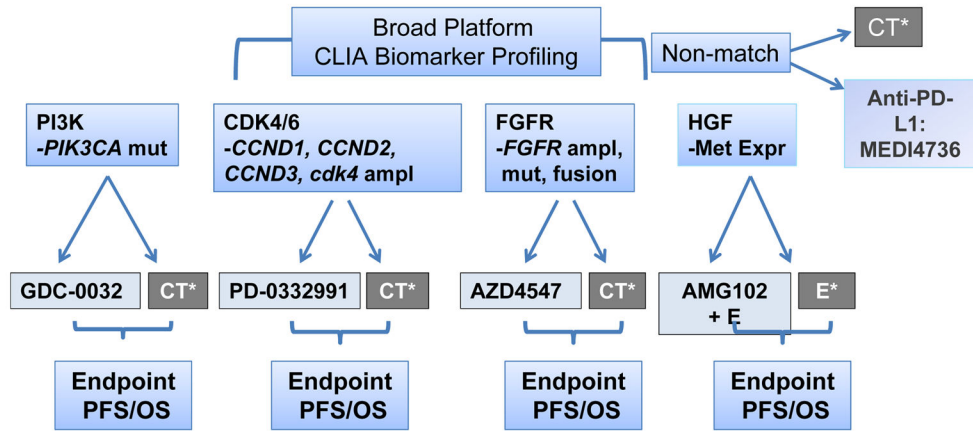 Broad Platform
CLIA Biomarker Profiling
Non-match
CT*
Anti-PD-
L1:
MEDI4736
PI3K
-PIK3CA mut
CDK4/6
-CCND1, CCND2,
CCND3, cdk4 ampl
FGFR
-FGFR ampl,
mut, fusion
HGF
-Met Expr
GDC-0032
CT*
PD-0332991
CT*
AZD4547
CT*
AMG102
+ E
E*
Endpoint
PFS/OS
Endpoint
PFS/OS
Endpoint
PFS/OS
Endpoint
PFS/OS